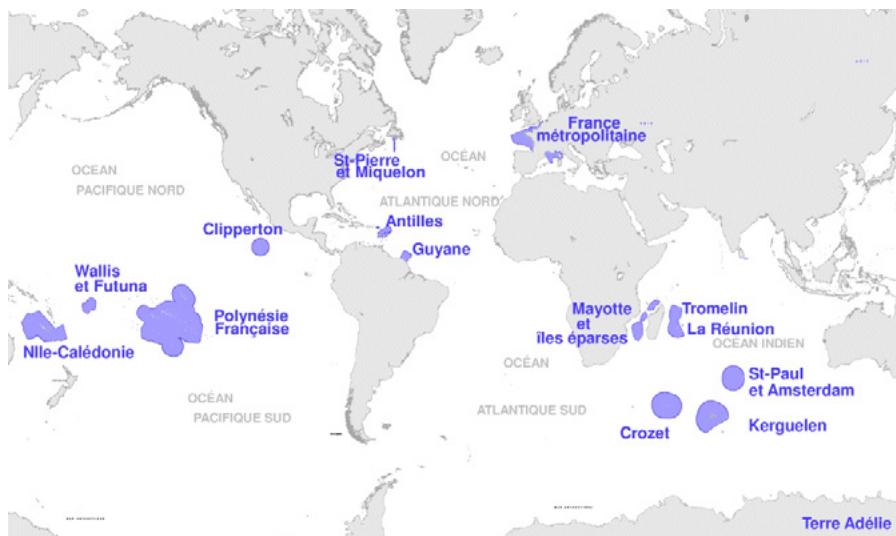 France
métropolitaine
St-Pierre
et Miquelon
OCÉAN
ATLANTIQUE NORD
OCÉAN
PACIFIQUE NORD
Antilles
Clipperton
Guyane
Wallis
et Futuna
Polynésie
Française
Nlle-Calédonie
Mayotte
et
îles éparses
Tromelin
La Réunion
OCÉAN INDIEN
OCÉAN
ATLANTIQUE SUD
St-Paul
et Amsterdam
OCÉAN
PACIFIQUE SUD
Crozet
Kerguelen
Terre Adélie